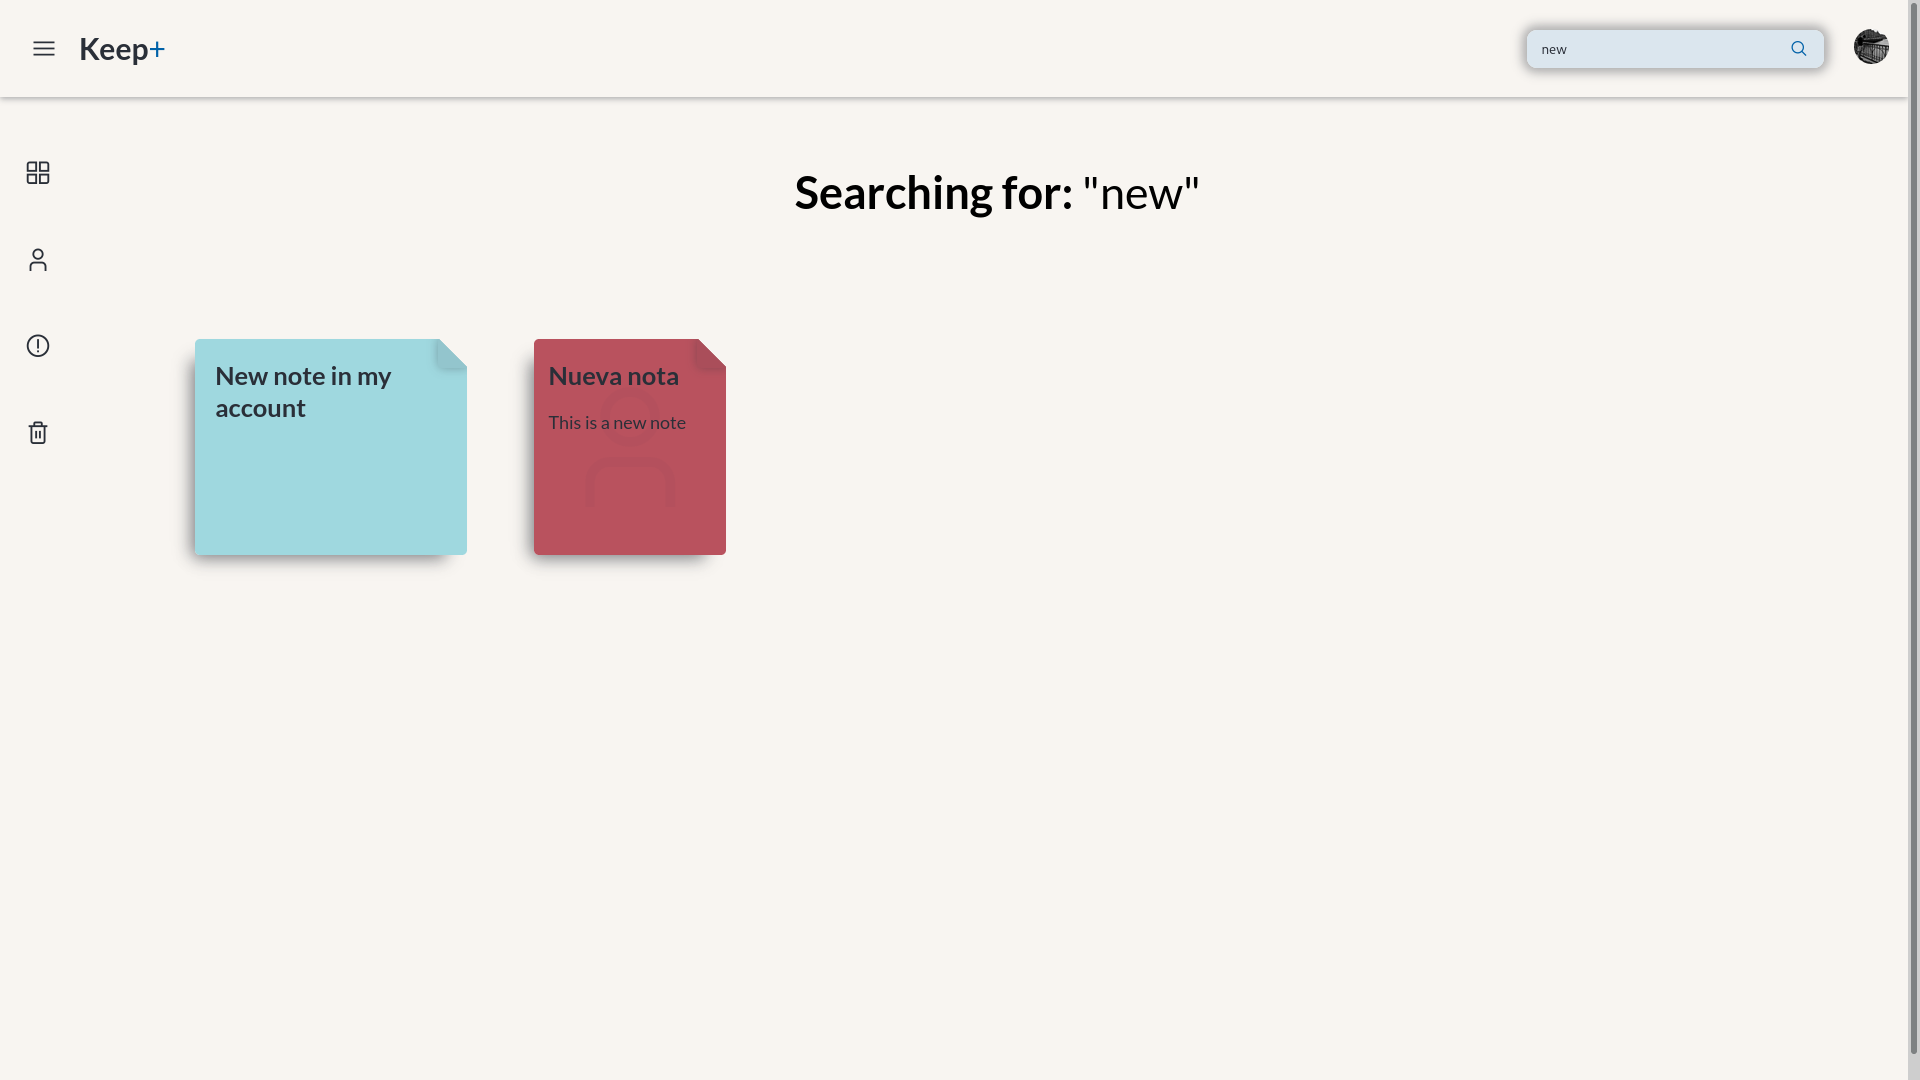 Keep+
new
Searching for: "new"
New note in my
account
Nueva nota
This is a new note